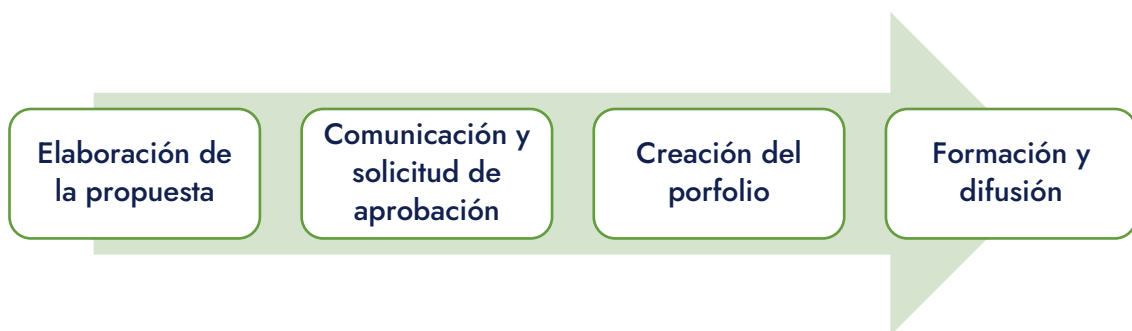 Elaboración de
la propuesta
Comunicación y
solicitud de
aprobación
Creación del
porfolio
Formación y
difusión